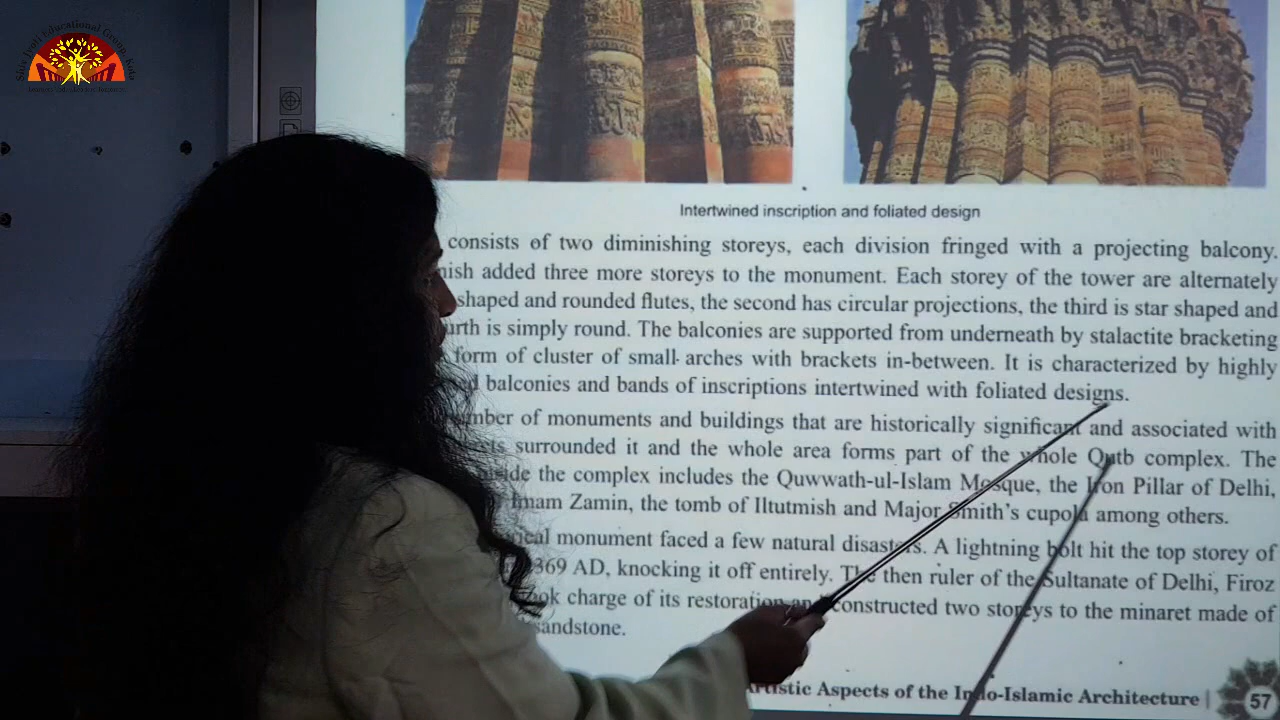 Shiv Jyoti Educational Group, Kota
Intertwined inscription and foliated design
consists of two diminishing storeys, each division fringed with a projecting balcony.
added three more storeys to the monument. Each storey of the tower are alternately
shaped and rounded flutes, the second has circular projections, the third is star shaped and
is simply round. The balconies are supported from underneath by stalactite bracketing
form of cluster of small arches with brackets in-between. It is characterized by highly
balconies and bands of inscriptions intertwined with foliated designs.
of monuments and buildings that are historically significant and associated with
surrounded it and the whole area forms part of the whole Qutb complex. The
the complex includes the Quwwath-ul-Islam Mosque, the Iron Pillar of Delhi,
Imam Zamin, the tomb of Iltutmish and Major Smith's cupola among others.
monument faced a few natural disasters. A lightning bolt hit the top storey of
369 AD, knocking it off entirely. The then ruler of the Sultanate of Delhi, Firoz
charge of its restoration and constructed two storeys to the minaret made of
sandstone.
Artistic Aspects of the Indo-Islamic Architecture | 57